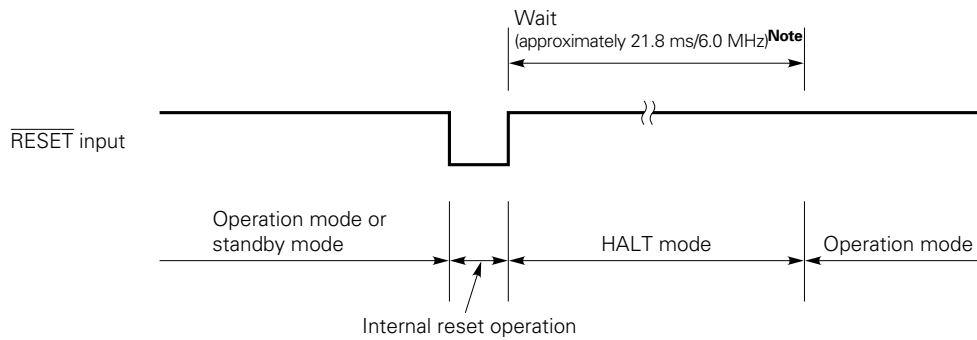 Wait
(approximately 21.8 ms/6.0 MHz)Note
RESET input
Operation mode or
standby mode
HALT mode
Operation mode
Internal reset operation